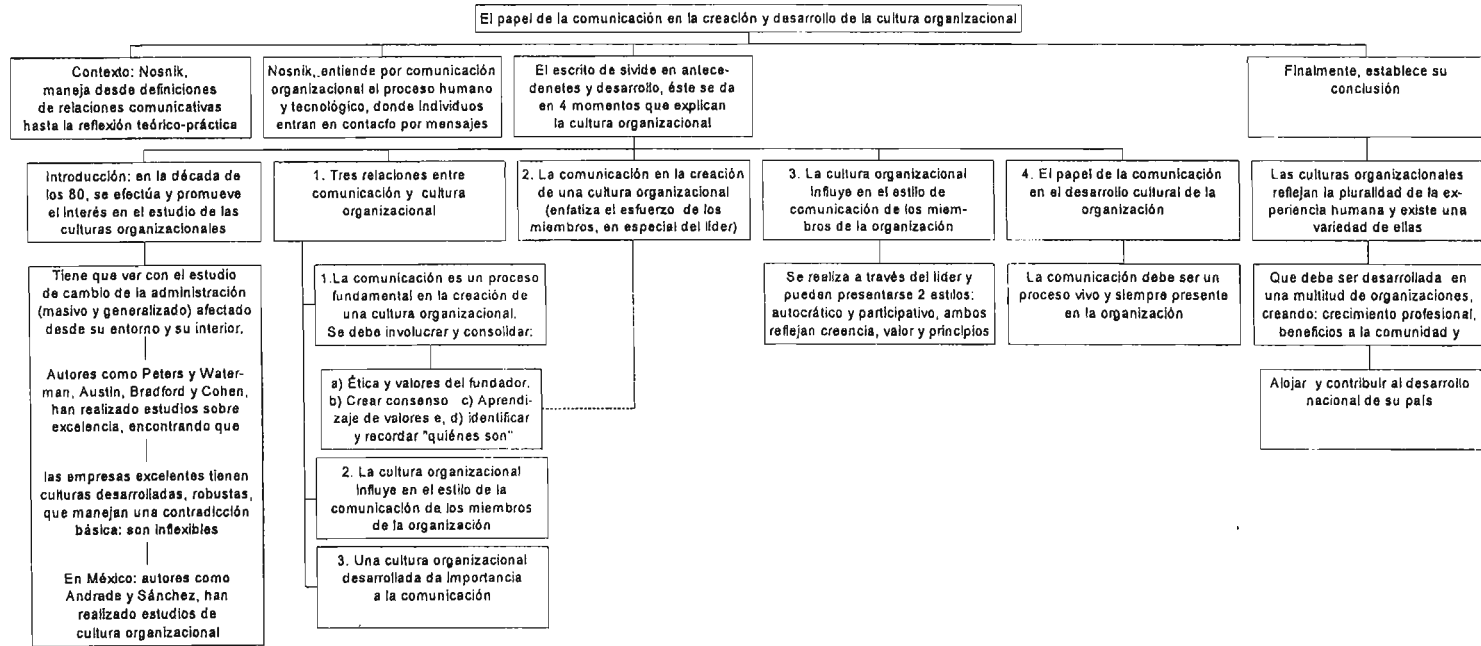 El papel de la comunicación en la creación y desarrollo de la cultura organizacional
Contexto: Nosnik,
maneja desde definiciones
de relaciones comunicativas
hasta la reflexión teórico-práctica
Nosnik, entiende por comunicación
organizacional el proceso humano
y tecnológico, donde individuos
entran en contacto por mensajes
El escrito de sivide en antece-
denetes y desarrollo, éste se da
en 4 momentos que explican
la cultura organizacional
Finalmente, establece su
conclusión
Introducción: en la década de
los 80, se efectúa y promueve
el interés en el estudio de las
culturas organizacionales
1. Tres relaciones entre
comunicación y cultura
organizacional
2. La comunicación en la creación
de una cultura organizacional
(enfatiza el esfuerzo de los
miembros, en especial del líder)
3. La cultura organizacional
influye en el estilo de
comunicación de los miem-
bros de la organización
4. El papel de la comunicación
en el desarrollo cultural de la
organización
Las culturas organizacionales
reflejan la pluralidad de la ex-
periencia humana y existe una
variedad de ellas
Tiene que ver con el estudio
de cambio de la administración
(masivo y generalizado) afectado
desde su entorno y su interior.
Autores como Peters y Water-
man, Austin, Bradford y Cohen,
han realizado estudios sobre
excelencia, encontrando que
las empresas excelentes tienen
culturas desarrolladas, robustas,
que manejan una contradicción
básica: son inflexibles
En México: autores como
Andrade y Sánchez, han
realizado estudios de
cultura organizacional
1.La comunicación es un proceso
fundamental en la creación de
una cultura organizacional.
Se debe involucrar y consolidar:
a) Ética y valores del fundador.
b) Crear consenso c) Aprendi-
zaje de valores e, d) identificar
y recordar "quiénes son"
2. La cultura organizacional
influye en el estilo de la
comunicación de los miembros
de la organización
3. Una cultura organizacional
desarrollada da importancia
a la comunicación
Se realiza a través del líder y
pueden presentarse 2 estilos:
autocrático y participativo, ambos
reflejan creencia, valor y principios
La comunicación debe ser un
proceso vivo y siempre presente
en la organización
Que debe ser desarrollada en
una multitud de organizaciones,
creando: crecimiento profesional,
beneficios a la comunidad y
Alojar y contribuir al desarrollo
nacional de su país